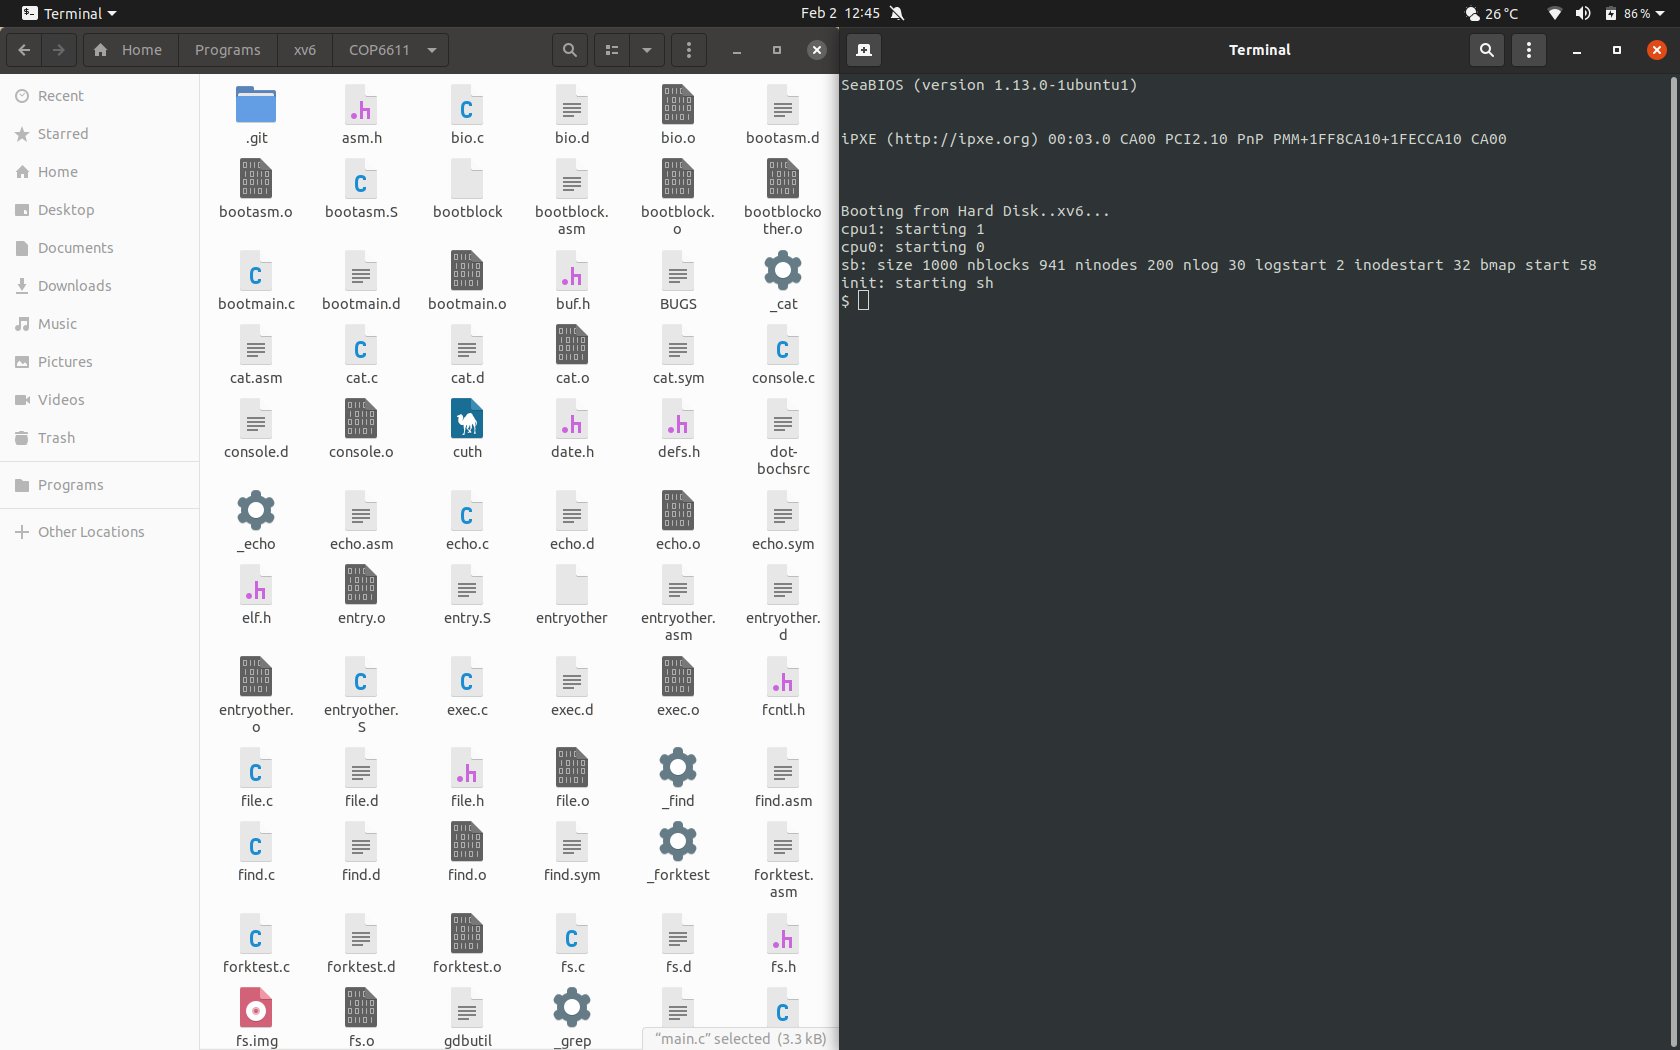 Terminal
Feb 2 12:45
26 °C
86 %
Home
Programs
xv6
COP6611
Terminal
Recent
Starred
Home
Desktop
Documents
Downloads
Music
Pictures
Videos
Trash
Programs
Other Locations
.git
asm.h
bio.c
bio.d
bio.o
bootasm.d
bootasm.o
bootasm.S
bootblock
bootblock.
asm
bootblock.
o
bootblocko
ther.o
bootmain.c
bootmain.d
bootmain.o
buf.h
BUGS
_cat
cat.asm
cat.c
cat.d
cat.o
cat.sym
console.c
console.d
console.o
cuth
date.h
defs.h
dot-
bochsrc
_echo
echo.asm
echo.c
echo.d
echo.o
echo.sym
elf.h
entry.o
entry.S
entryother
entryother.
asm
entryother.
d
entryother.
o
entryother.
S
exec.c
exec.d
exec.o
fcntl.h
file.c
file.d
file.h
file.o
_find
find.asm
find.c
find.d
find.o
find.sym
_forktest
forktest.
asm
forktest.c
forktest.d
forktest.o
fs.c
fs.d
fs.h
fs.img
fs.o
gdbutil
_grep
"main.c" selected (3.3 kB)
SeaBIOS (version 1.13.0-1ubuntu1)
iPXE (http://ipxe.org) 00:03.0 CA00 PCI2.10 PnP PMM+1FF8CA10+1FECCA10 CA00
Booting from Hard Disk..xv6...
cpu1: starting 1
cpu0: starting 0
sb: size 1000 nblocks 941 ninodes 200 nlog 30 logstart 2 inodestart 32 bmap start 58
init: starting sh
$